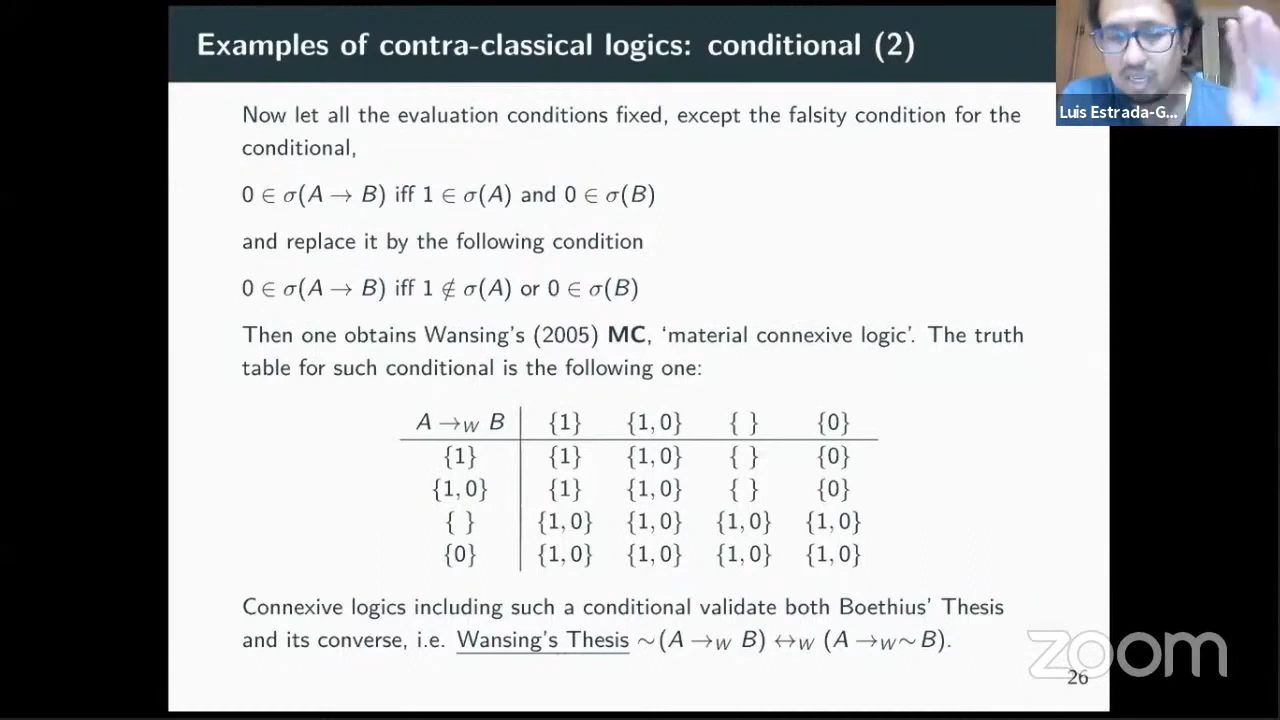 Examples of contra-classical logics: conditional (2)
Luis Estrada-G...
Now let all the evaluation conditions fixed, except the falsity condition for the
conditional,
0 ∈ σ(A → B) iff 1 ∈ σ(A) and 0 ∈ σ(B)
and replace it by the following condition
0 ∈ σ(A → B) iff 1 ∉ σ(A) or 0 ∈ σ(B)
Then one obtains Wansing's (2005) MC, ‘material connexive logic’. The truth
table for such conditional is the following one:
A →W B {1} {1, 0} { } {0}
{1} {1} {1, 0} { } {0}
{1, 0} {1} {1, 0} { } {0}
{ } {1, 0} {1, 0} {1, 0} {1, 0}
{0} {1, 0} {1, 0} {1, 0} {1, 0}
Connexive logics including such a conditional validate both Boethius' Thesis
and its converse, i.e. Wansing's Thesis ∼(A →W B) ↔W (A →W∼ B).
zoom
26